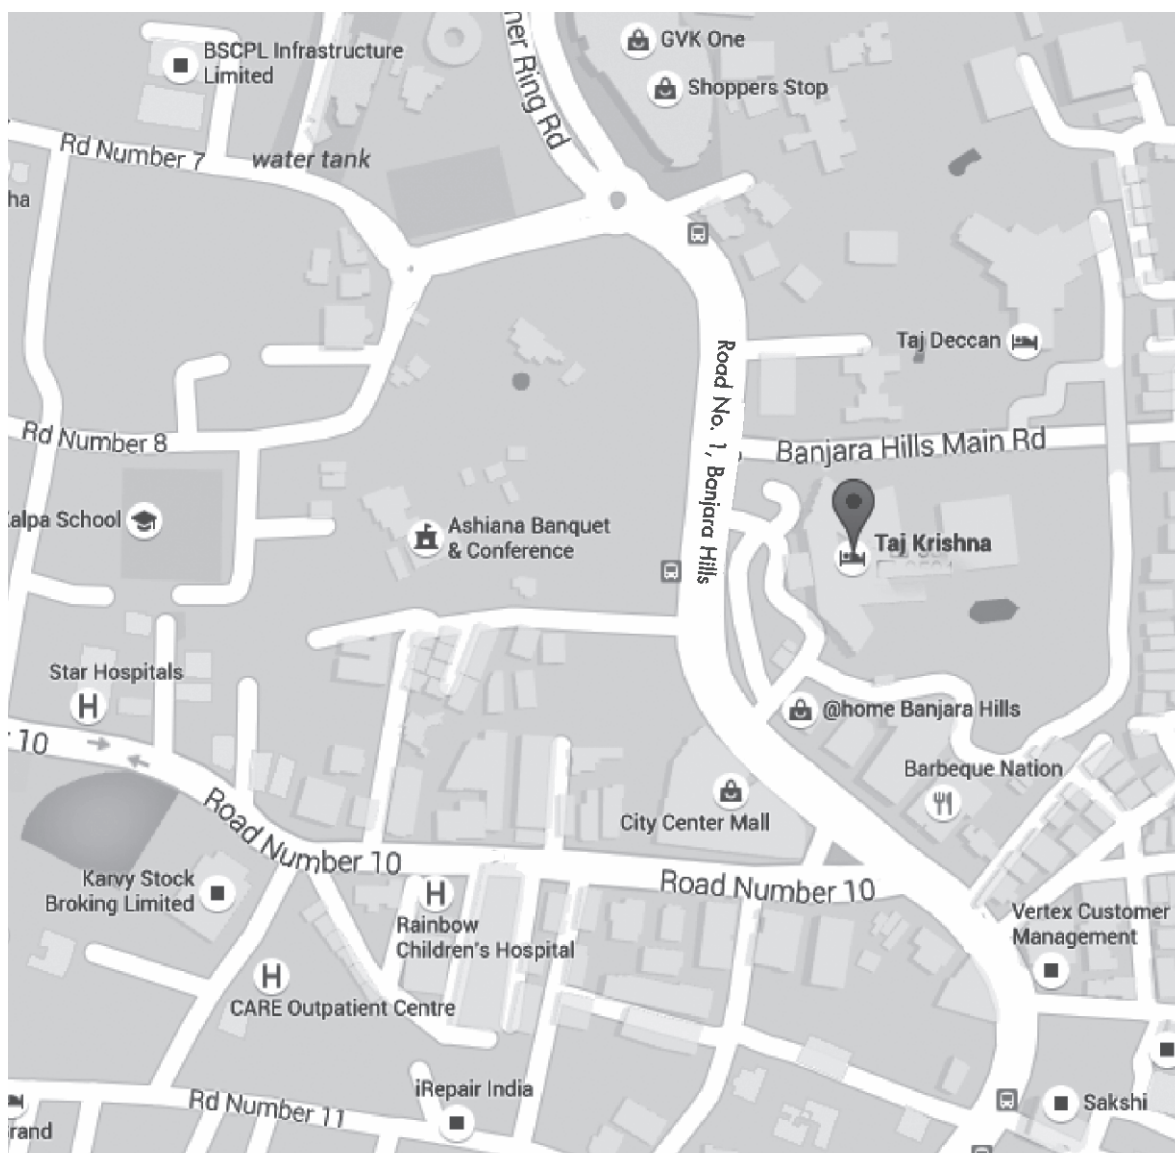 BSCPL Infrastructure
Limited
GVK One
Shoppers Stop
ner Ring Rd
Rd Number 7
water tank
ha
Taj Deccan
Road No. 1, Banjara Hills
Rd Number 8
Banjara Hills Main Rd
alpa School
Ashiana Banquet
& Conference
Taj Krishna
Star Hospitals
H
@home Banjara Hills
10
Barbeque Nation
City Center Mall
Road Number 10
Road Number 10
Karvy Stock
Broking Limited
H
Rainbow
Children's Hospital
Vertex Customer
Management
H
CARE Outpatient Centre
iRepair India
Rd Number 11
Sakshi
rand